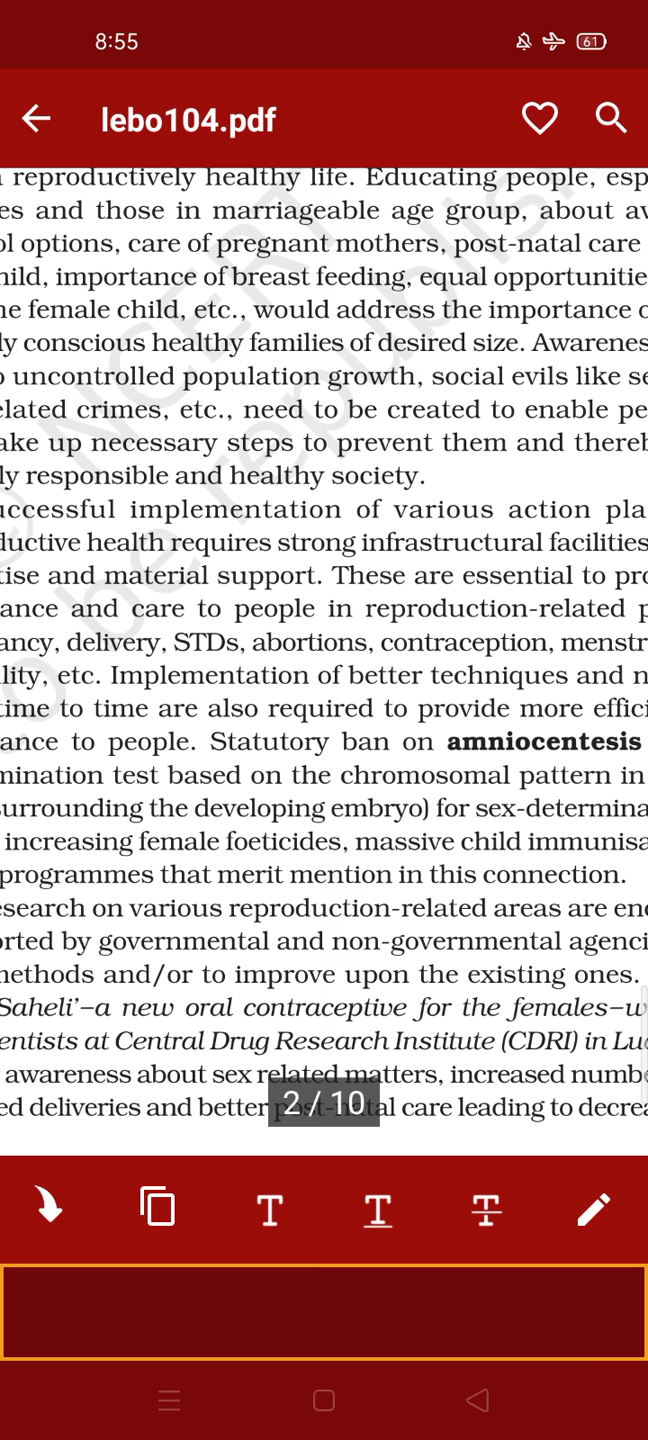 8:55
61
lebo104.pdf
reproductively healthy life. Educating people, esp
es and those in marriageable age group, about av
ol options, care of pregnant mothers, post-natal care
hild, importance of breast feeding, equal opportunitie
he female child, etc., would address the importance o
ly conscious healthy families of desired size. Awarenes
o uncontrolled population growth, social evils like se
elated crimes, etc., need to be created to enable pe
ake up necessary steps to prevent them and thereb
ly responsible and healthy society.
uccessful implementation of various action pla
ductive health requires strong infrastructural facilities
tise and material support. These are essential to pro
ance and care to people in reproduction-related p
ancy, delivery, STDs, abortions, contraception, menstr
ility, etc. Implementation of better techniques and n
time to time are also required to provide more effici
ance to people. Statutory ban on amniocentesis
mination test based on the chromosomal pattern in
surrounding the developing embryo) for sex-determina
increasing female foeticides, massive child immunisa
programmes that merit mention in this connection.
esearch on various reproduction-related areas are en
orted by governmental and non-governmental agenci
methods and/or to improve upon the existing ones.
Saheli'–a new oral contraceptive for the females–w
entists at Central Drug Research Institute (CDRI) in Lu
awareness about sex related matters, increased numb
ed deliveries and better post-natal care leading to decrea
2 / 10
© NCERT
to be republis